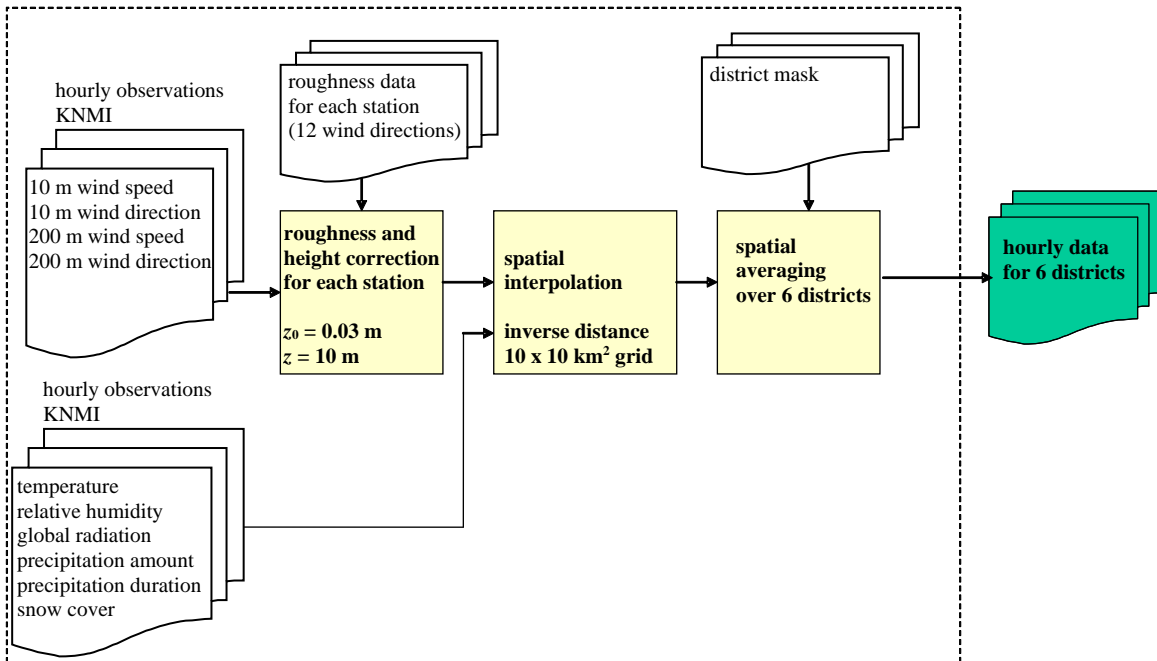 hourly observations
KNMI
10 m wind speed
10 m wind direction
200 m wind speed
200 m wind direction
roughness data
for each station
(12 wind directions)
district mask
roughness and
height correction
for each station
z₀ = 0.03 m
z = 10 m
spatial
interpolation
inverse distance
10 x 10 km² grid
spatial
averaging
over 6 districts
hourly data
for 6 districts
hourly observations
KNMI
temperature
relative humidity
global radiation
precipitation amount
precipitation duration
snow cover